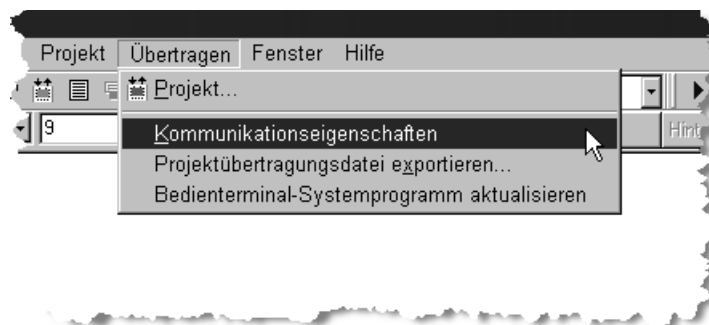 Projekt Übertragen Fenster Hilfe
Projekt...
9
Kommunikationseigenschaften
Projektübertragungsdatei exportieren...
Bedienterminal-Systemprogramm aktualisieren